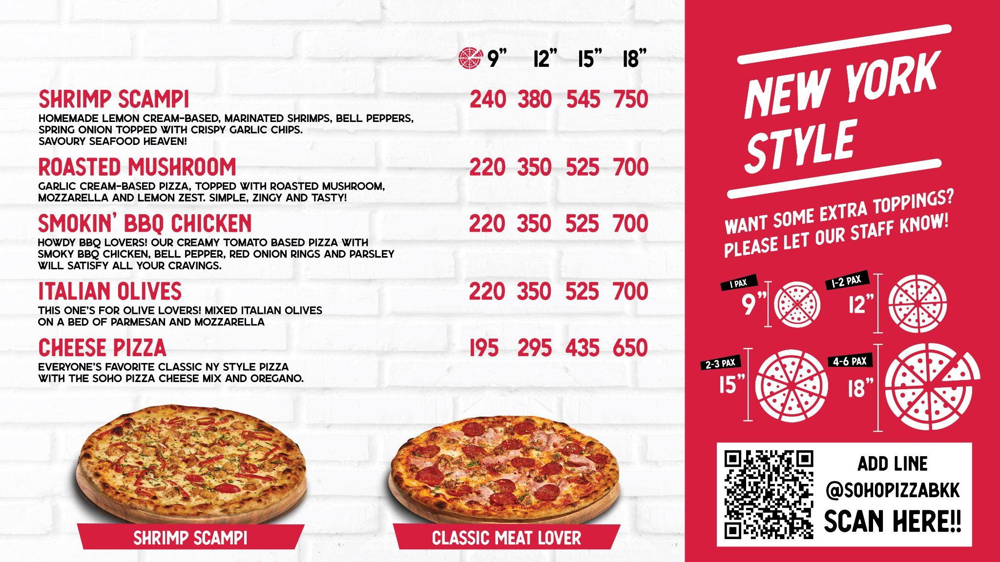 9” 12” 15” 18”
SHRIMP SCAMPI 240 380 545 750
HOMEMADE LEMON CREAM-BASED, MARINATED SHRIMPS, BELL PEPPERS,
SPRING ONION TOPPED WITH CRISPY GARLIC CHIPS.
SAVOURY SEAFOOD HEAVEN!
ROASTED MUSHROOM 220 350 525 700
GARLIC CREAM-BASED PIZZA, TOPPED WITH ROASTED MUSHROOM,
MOZZARELLA AND LEMON ZEST. SIMPLE, ZINGY AND TASTY!
SMOKIN’ BBQ CHICKEN 220 350 525 700
HOWDY BBQ LOVERS! OUR CREAMY TOMATO BASED PIZZA WITH
SMOKY BBQ CHICKEN, BELL PEPPER, RED ONION RINGS AND PARSLEY
WILL SATISFY ALL YOUR CRAVINGS.
ITALIAN OLIVES 220 350 525 700
THIS ONE’S FOR OLIVE LOVERS! MIXED ITALIAN OLIVES
ON A BED OF PARMESAN AND MOZZARELLA
CHEESE PIZZA 195 295 435 650
EVERYONE’S FAVORITE CLASSIC NY STYLE PIZZA
WITH THE SOHO PIZZA CHEESE MIX AND OREGANO.
SHRIMP SCAMPI
CLASSIC MEAT LOVER
NEW YORK
STYLE
WANT SOME EXTRA TOPPINGS?
PLEASE LET OUR STAFF KNOW!
1 PAX
9”
1-2 PAX
12”
2-3 PAX
15”
4-6 PAX
18”
ADD LINE
@SOHOPIZZABKK
SCAN HERE!!